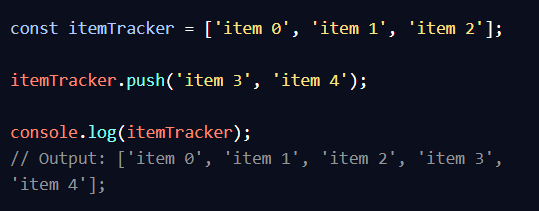 const itemTracker = ['item 0', 'item 1', 'item 2'];
itemTracker.push('item 3', 'item 4');
console.log(itemTracker);
// Output: ['item 0', 'item 1', 'item 2', 'item 3',
'item 4'];